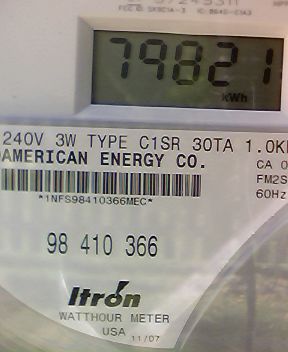 79821
kWh
240V 3W TYPE C1SR 30TA 1.0K
AMERICAN ENERGY CO.
CA 0
FM2S
60Hz
*1NFS98410366MEC*
98 410 366
Itron
WATTHOUR METER
USA 11/07